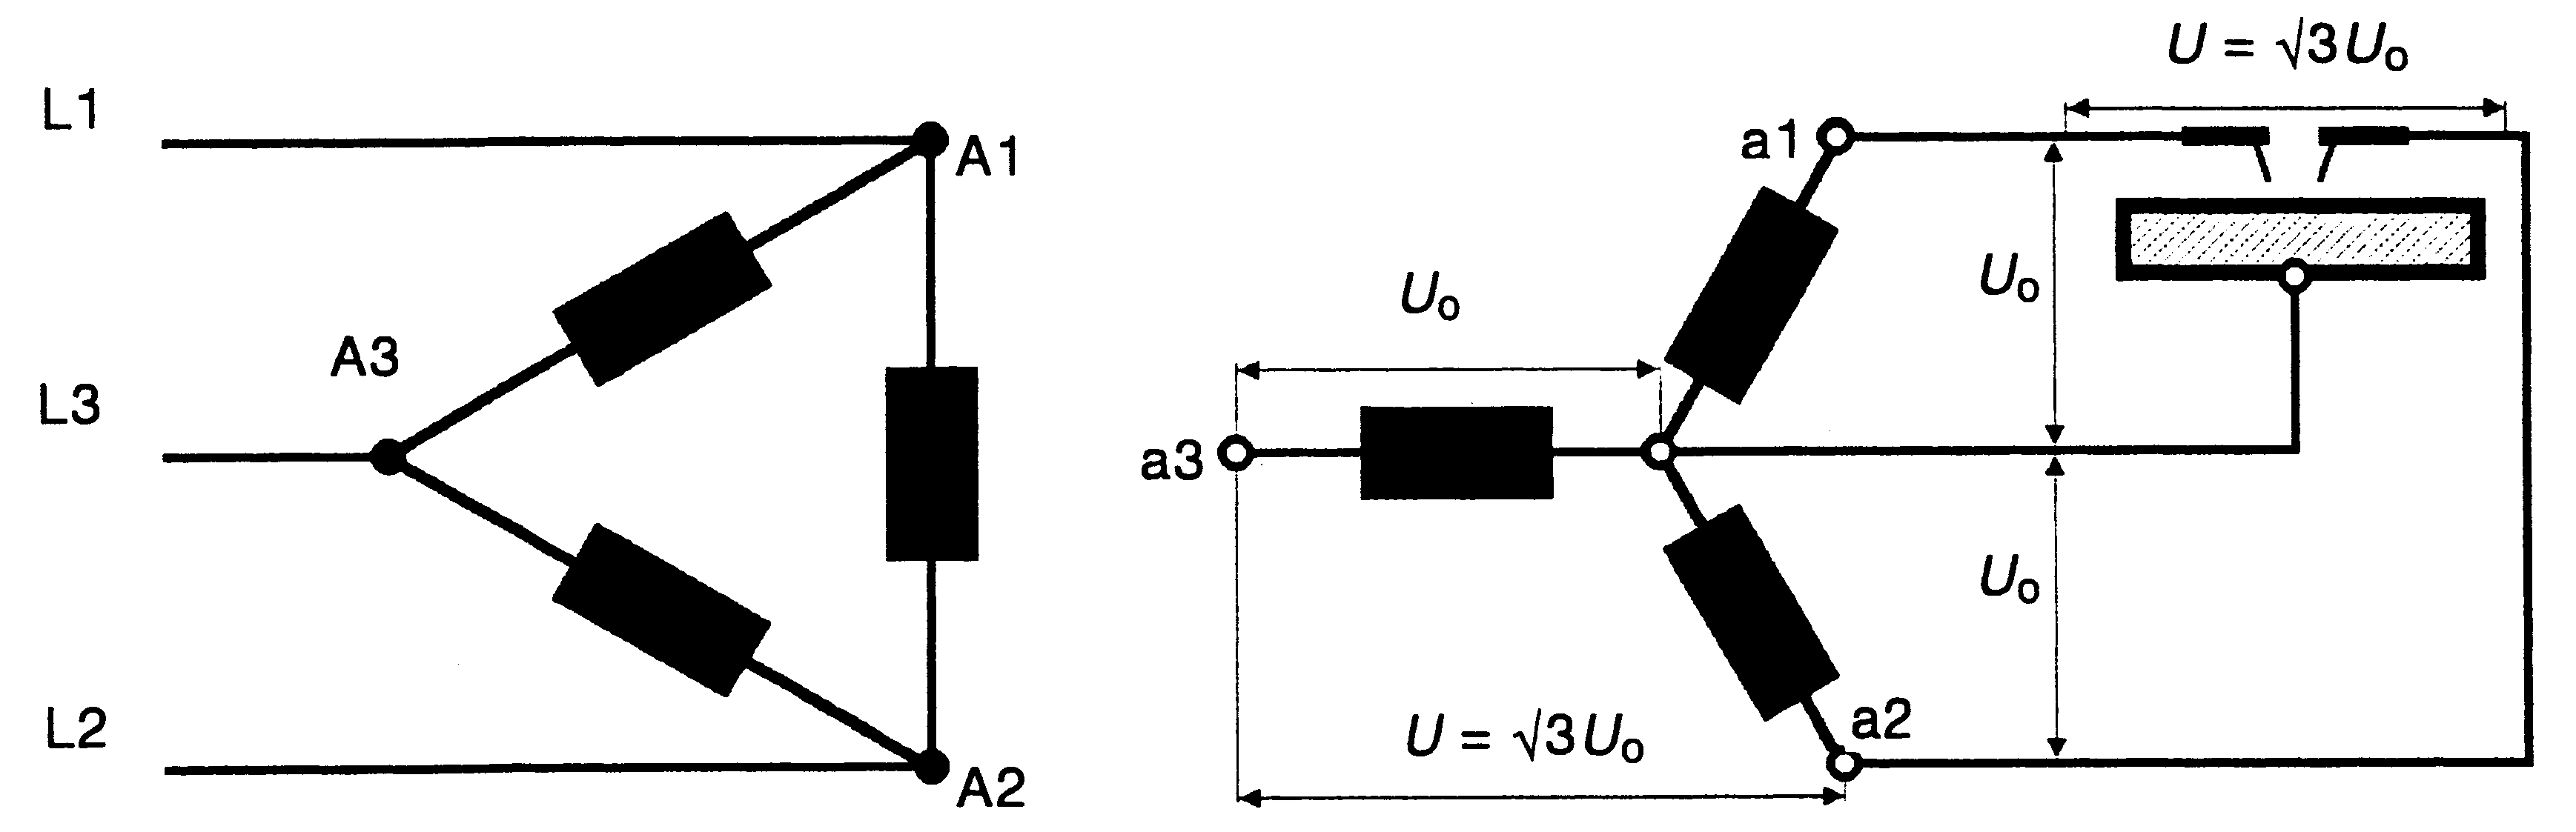 U = √3 U₀
L1
A1
a1
U₀
U₀
A3
L3
a3
U₀
L2
A2
U = √3 U₀
a2